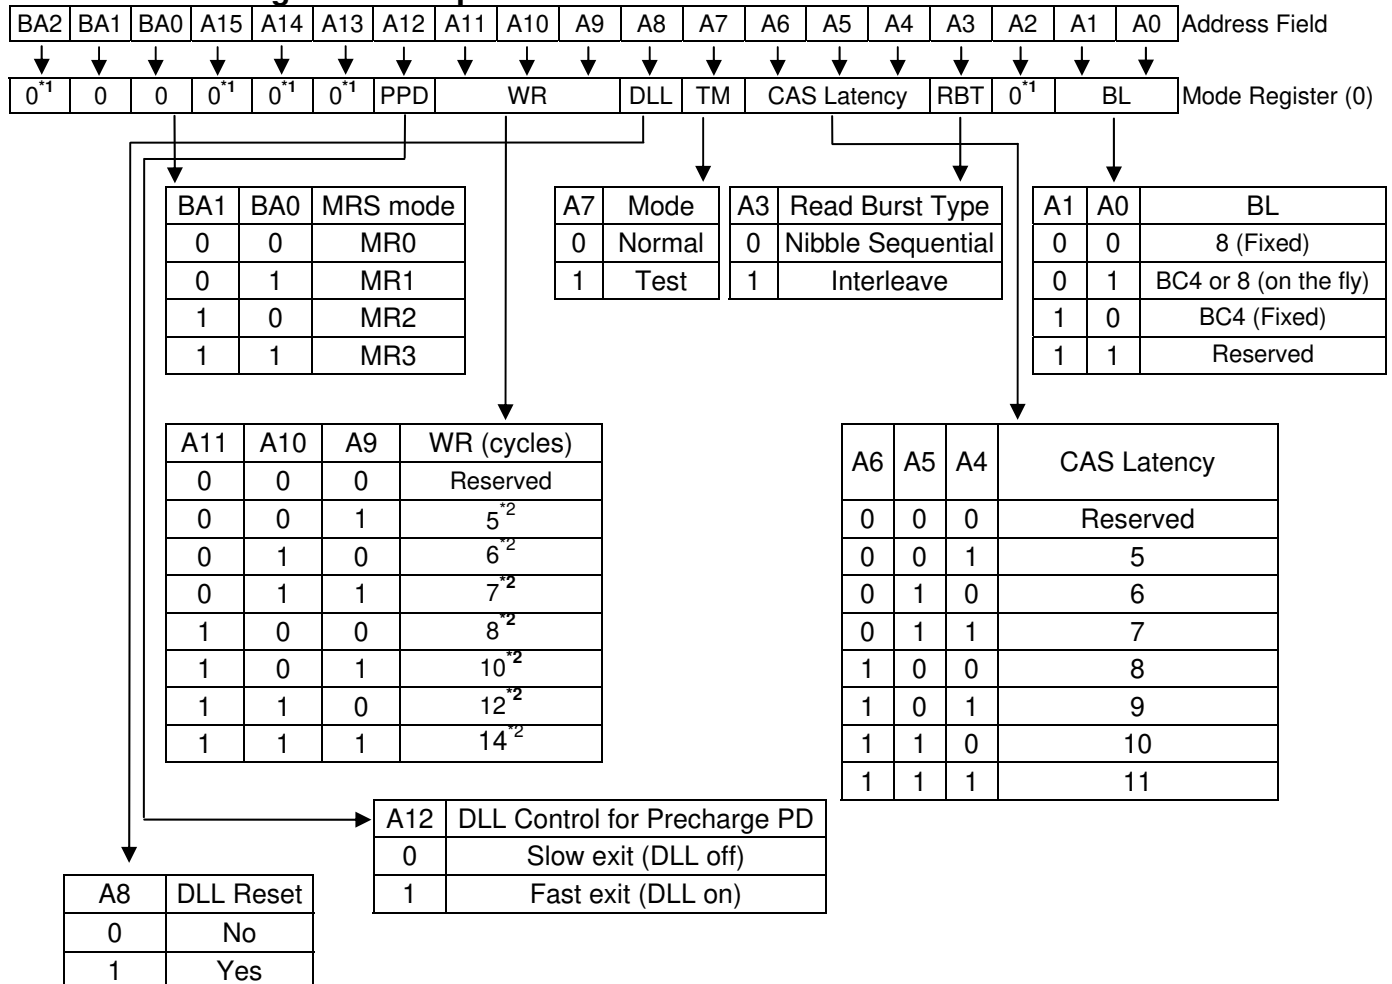 BA2 BA1 BA0 A15 A14 A13 A12 A11 A10 A9 A8 A7 A6 A5 A4 A3 A2 A1 A0 Address Field
0*1 0 0 0*1 0*1 0*1 PPD WR DLL TM CAS Latency RBT 0*1 BL Mode Register (0)
BA1 BA0 MRS mode
0 0 MR0
0 1 MR1
1 0 MR2
1 1 MR3
A7 Mode
0 Normal
1 Test
A3 Read Burst Type
0 Nibble Sequential
1 Interleave
A1 A0 BL
0 0 8 (Fixed)
0 1 BC4 or 8 (on the fly)
1 0 BC4 (Fixed)
1 1 Reserved
A11 A10 A9 WR (cycles)
0 0 0 Reserved
0 0 1 5*2
0 1 0 6*2
0 1 1 7*2
1 0 0 8*2
1 0 1 10*2
1 1 0 12*2
1 1 1 14*2
A6 A5 A4 CAS Latency
0 0 0 Reserved
0 0 1 5
0 1 0 6
0 1 1 7
1 0 0 8
1 0 1 9
1 1 0 10
1 1 1 11
A12 DLL Control for Precharge PD
0 Slow exit (DLL off)
1 Fast exit (DLL on)
A8 DLL Reset
0 No
1 Yes